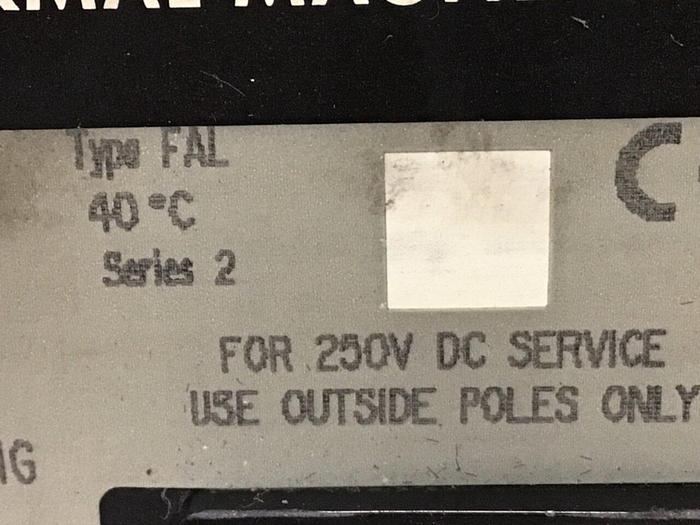 Type FAL
40°C
Series 2
FOR 250V DC SERVICE
USE OUTSIDE POLES ONLY